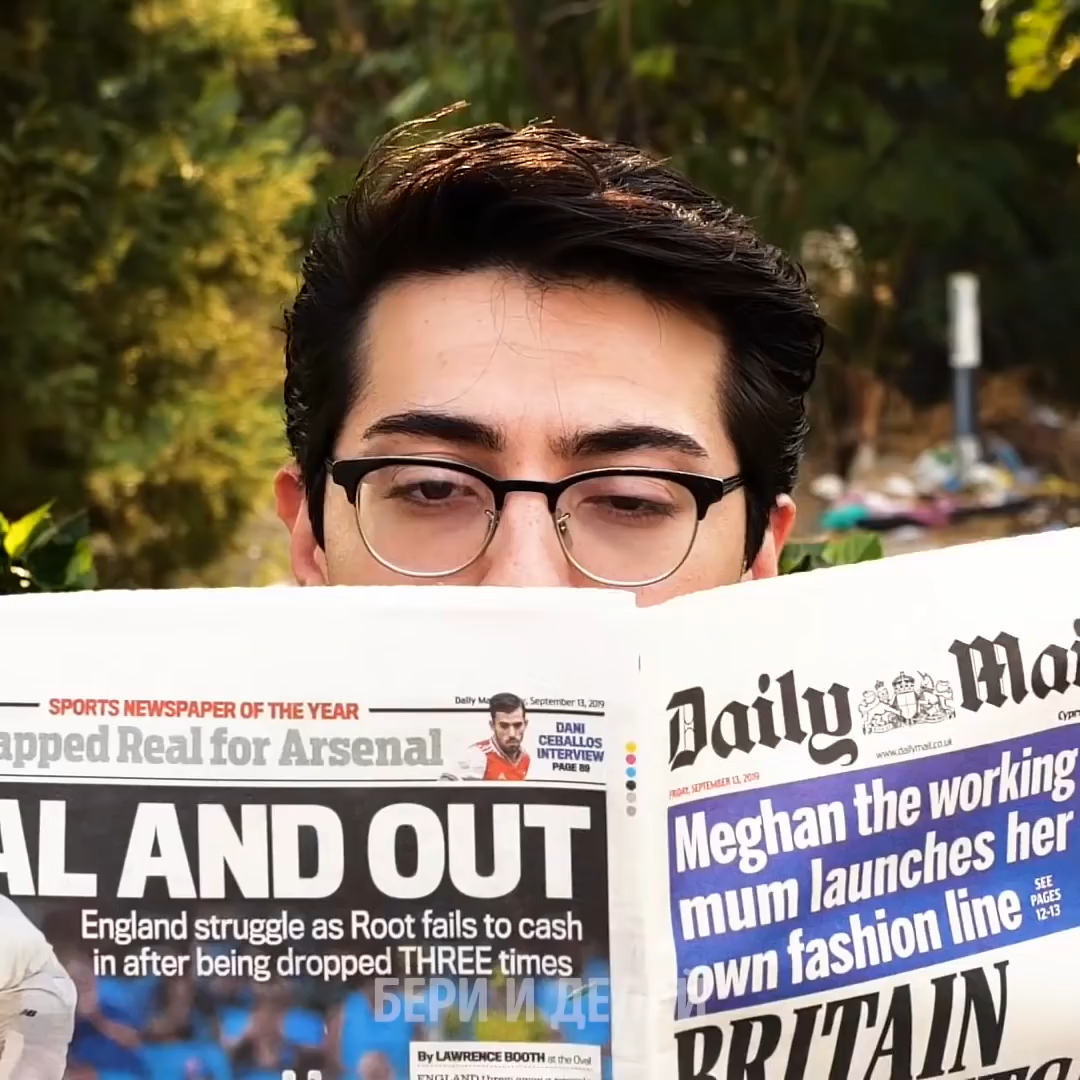 SPORTS NEWSPAPER OF THE YEAR
September 13, 2019
apped Real for Arsenal
DANI
CEBALLOS
INTERVIEW
PAGE 89
AL AND OUT
England struggle as Root fails to cash
in after being dropped THREE times
By LAWRENCE BOOTH at the Oval
Daily Mai
www.dailymail.co.uk
FRIDAY, SEPTEMBER 13, 2019
Meghan the working
mum launches her
own fashion line
SEE
PAGES
12-13
BRITAIN
БЕРИ И ДЕЛАЙ